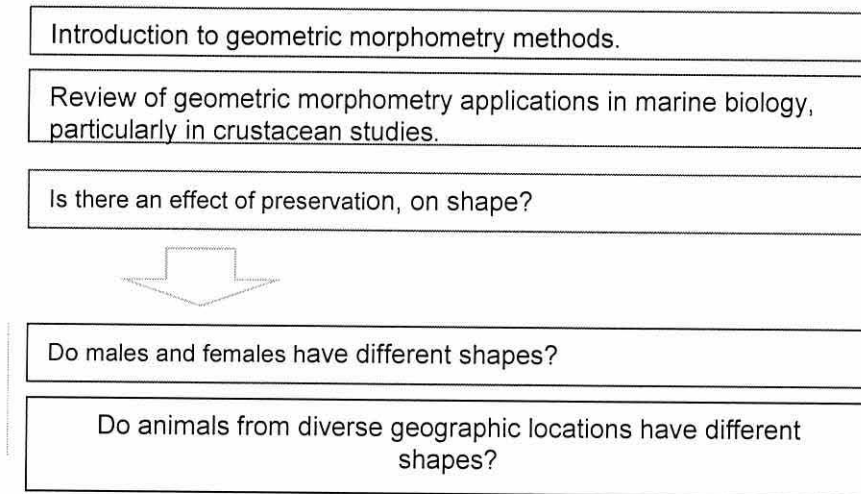 Introduction to geometric morphometry methods.
Review of geometric morphometry applications in marine biology,
particularly in crustacean studies.
Is there an effect of preservation, on shape?
Do males and females have different shapes?
Do animals from diverse geographic locations have different
shapes?